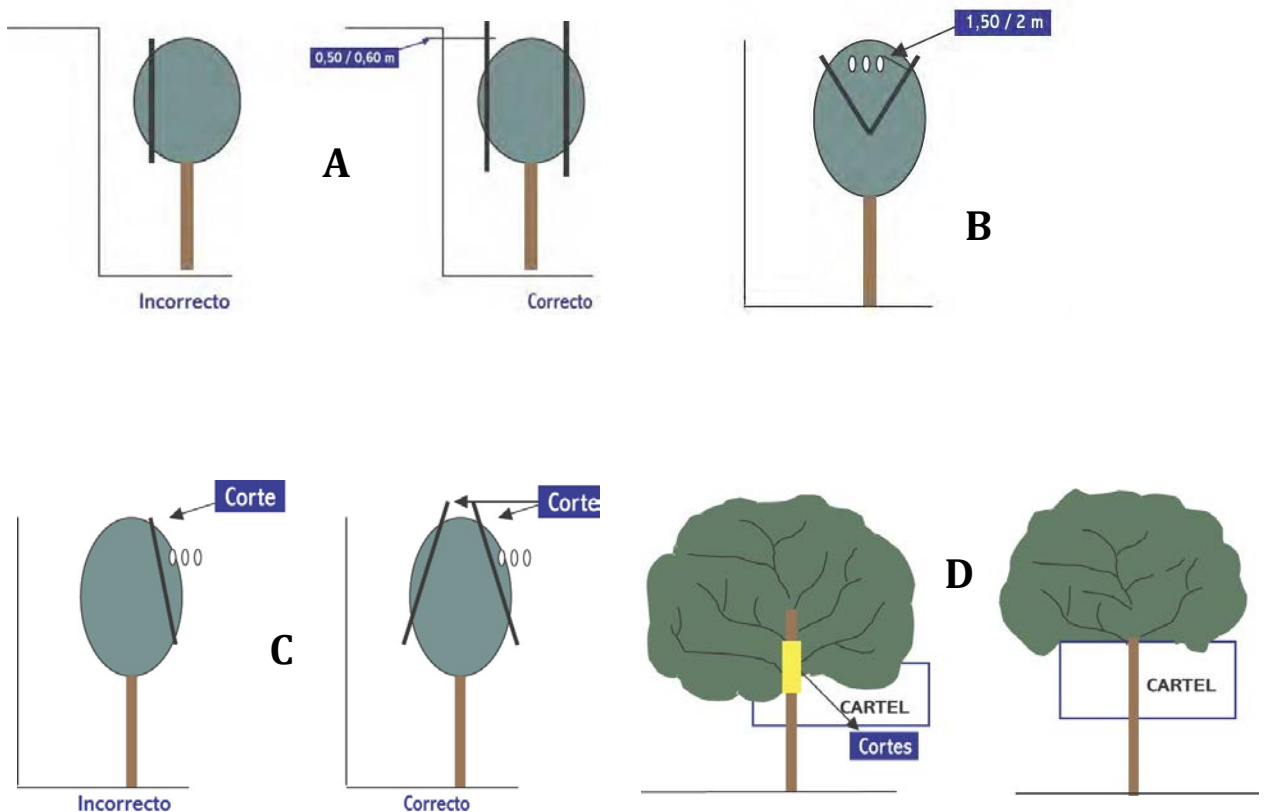 0,50 / 0,60 m
1,50 / 2 m
A
B
Incorrecto
Correcto
Corte
Corte
C
D
CARTEL
CARTEL
Cortes
Incorrecto
Correcto